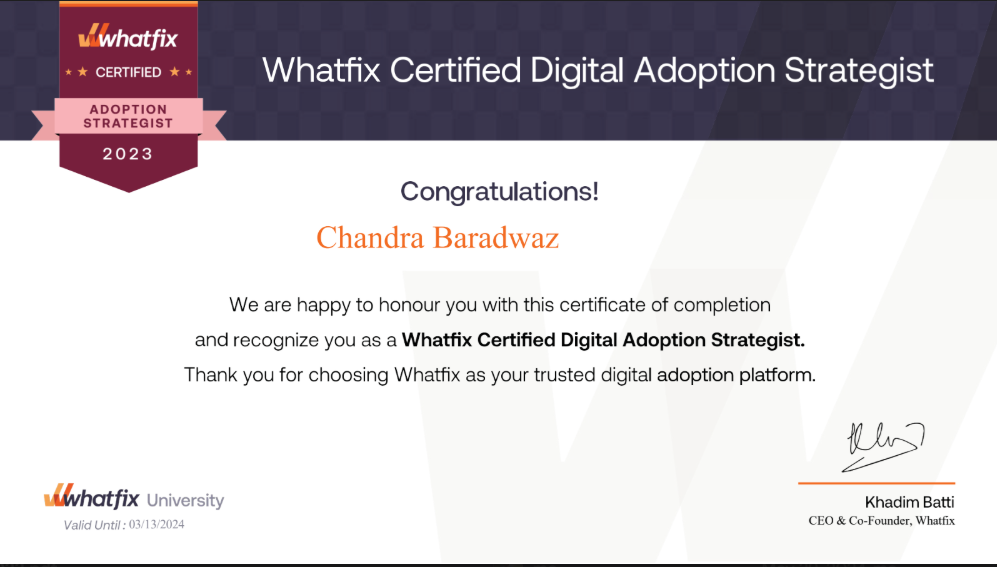 whatfix
CERTIFIED
ADOPTION
STRATEGIST
2023
Whatfix Certified Digital Adoption Strategist
Congratulations!
Chandra Baradwaz
We are happy to honour you with this certificate of completion
and recognize you as a Whatfix Certified Digital Adoption Strategist.
Thank you for choosing Whatfix as your trusted digital adoption platform.
whatfix University
Valid Until : 03/13/2024
Khadim Batti
CEO & Co-Founder, Whatfix